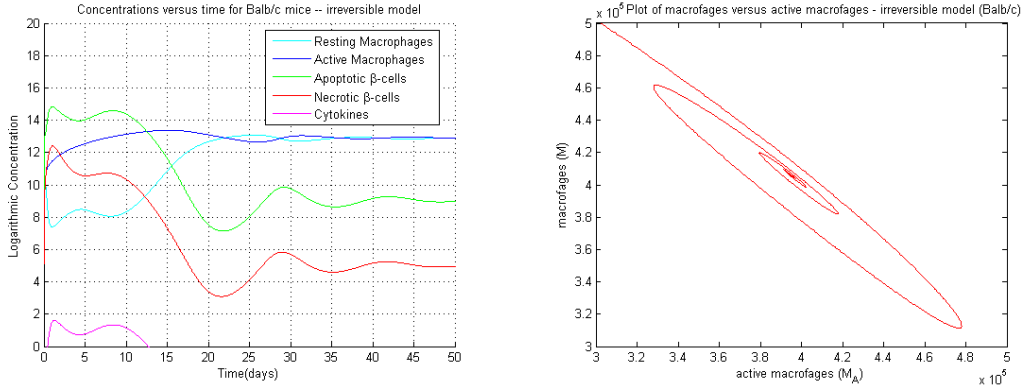 Concentrations versus time for Balb/c mice -- irreversible model
20
18
16
14
12
10
8
6
4
2
0
Logarithmic Concentration
Resting Macrophages
Active Macrophages
Apoptotic β-cells
Necrotic β-cells
Cytokines
0 5 10 15 20 25 30 35 40 45 50
Time(days)
x 10^5 Plot of macrofages versus active macrofages - irreversible model (Balb/c)
5
4.8
4.6
4.4
4.2
4
3.8
3.6
3.4
3.2
3
macrofages (M)
3 3.2 3.4 3.6 3.8 4 4.2 4.4 4.6 4.8 5
active macrofages (M_A)
x 10^5